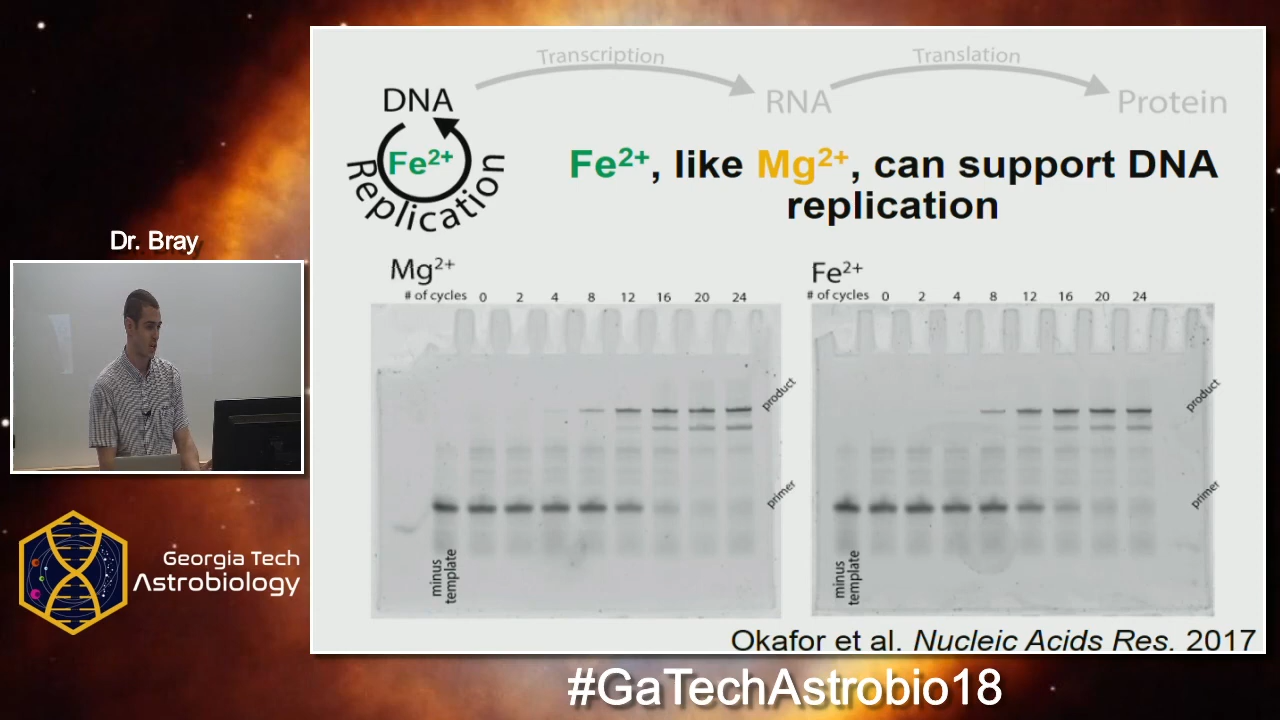 Transcription
Translation
DNA
RNA
Protein
Fe²⁺
Replication
Fe²⁺, like Mg²⁺, can support DNA
replication
Dr. Bray
Mg²⁺
# of cycles 0 2 4 8 12 16 20 24
product
primer
minus
template
Fe²⁺
# of cycles 0 2 4 8 12 16 20 24
product
primer
minus
template
Georgia Tech
Astrobiology
Okafor et al. Nucleic Acids Res. 2017
#GaTechAstrobio18